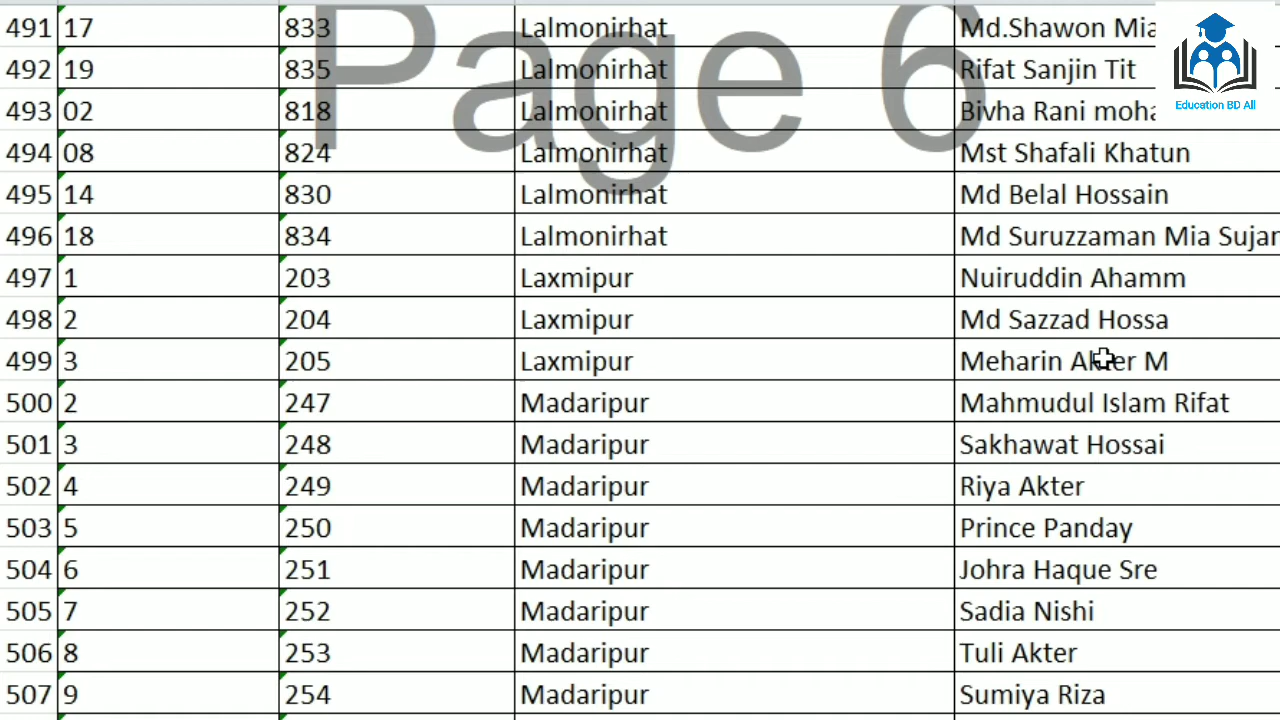 491 17 833 Lalmonirhat Md.Shawon Mia
492 19 835 Lalmonirhat Rifat Sanjin Tit
493 02 818 Lalmonirhat Bivha Rani moha
494 08 824 Lalmonirhat Mst Shafali Khatun
495 14 830 Lalmonirhat Md Belal Hossain
496 18 834 Lalmonirhat Md Suruzzaman Mia Sujan
497 1 203 Laxmipur Nuiruddin Ahamm
498 2 204 Laxmipur Md Sazzad Hossa
499 3 205 Laxmipur Meharin Akter M
500 2 247 Madaripur Mahmudul Islam Rifat
501 3 248 Madaripur Sakhawat Hossai
502 4 249 Madaripur Riya Akter
503 5 250 Madaripur Prince Panday
504 6 251 Madaripur Johra Haque Sre
505 7 252 Madaripur Sadia Nishi
506 8 253 Madaripur Tuli Akter
507 9 254 Madaripur Sumiya Riza
Page 6
Education BD All